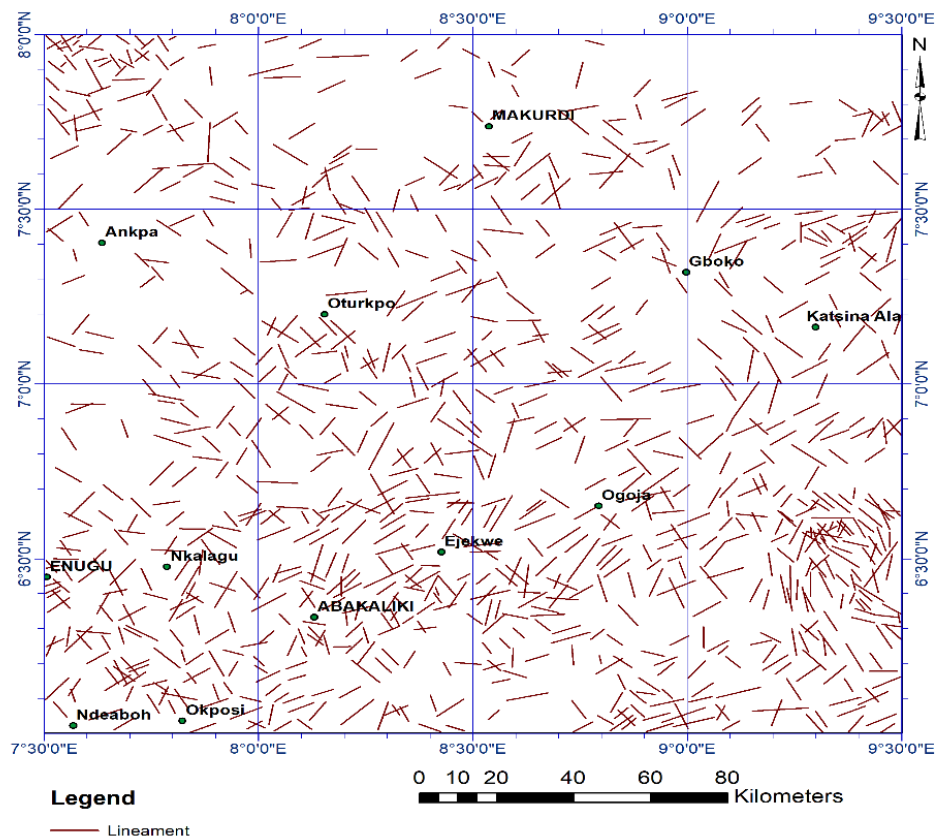 8°0'0"E 8°30'0"E 9°0'0"E 9°30'0"E
8°0'0"N 8°0'0"N
N
MAKURDI
7°30'0"N 7°30'0"N
Ankpa
Gboko
Oturkpo
Katsina Ala
7°0'0"N 7°0'0"N
Ogoja
Ejekwe
Nkalagu
6°30'0"N 6°30'0"N
ENUGU
ABAKALIKI
Okposi
Ndeaboh
7°30'0"E 8°0'0"E 8°30'0"E 9°0'0"E 9°30'0"E
0 10 20 40 60 80
Kilometers
Legend
Lineament